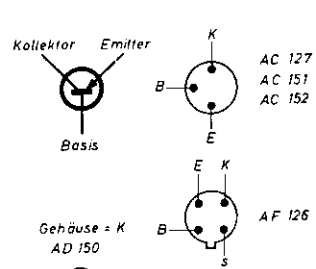 Kollektor Emitter
Basis
K
B
E
AC 127
AC 151
AC 152
E K
B
s
AF 126
Gehäuse = K
AD 150